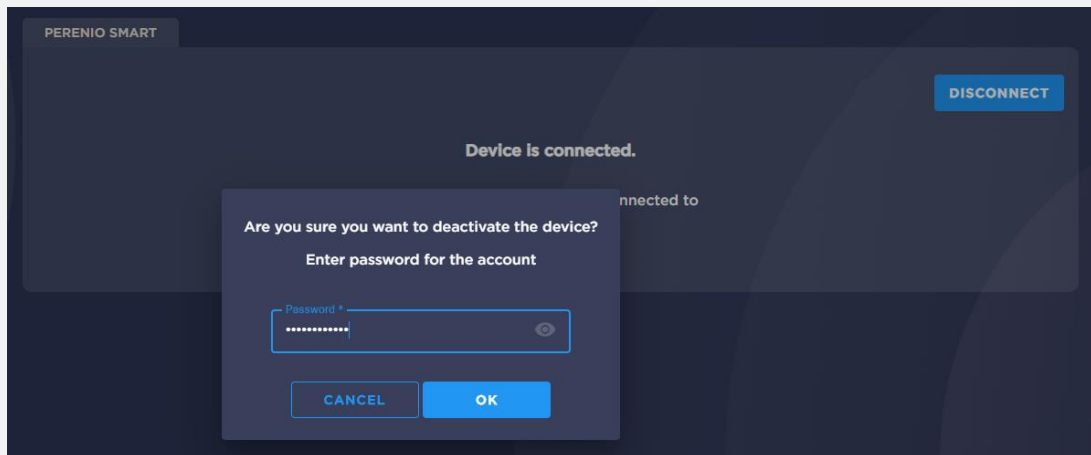 PERENIO SMART
DISCONNECT
Device is connected.
nnected to
Are you sure you want to deactivate the device?
Enter password for the account
Password *
••••••••••••
CANCEL
OK